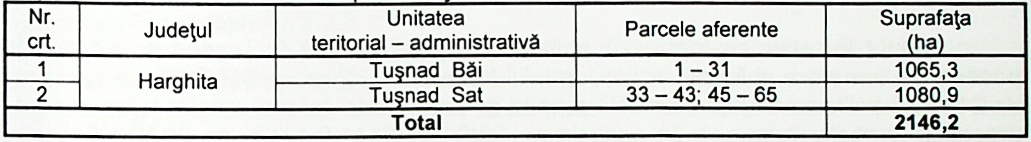 Nr. crt. Judeţul Unitatea teritorial – administrativă Parcele aferente Suprafaţa (ha)
1 Harghita Tuşnad Băi 1 – 31 1065,3
2 Tuşnad Sat 33 – 43; 45 – 65 1080,9
Total 2146,2